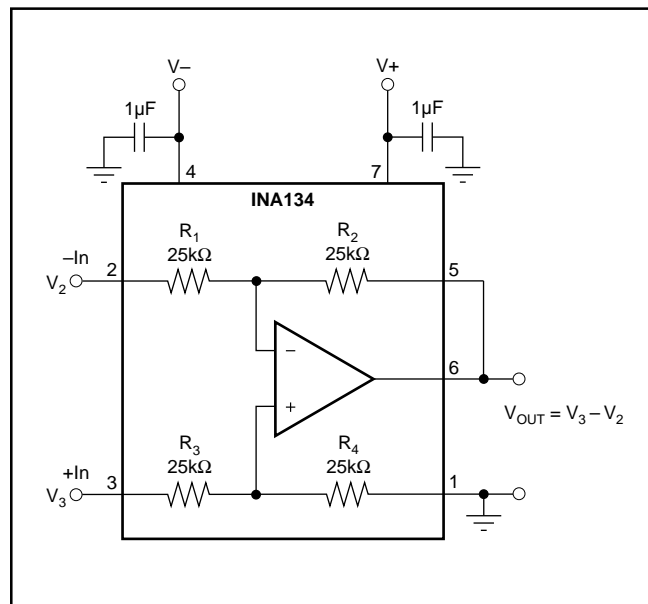 V–
V+
1µF
1µF
4
7
INA134
R1
25kΩ
R2
25kΩ
–In
V2
2
5
–
6
+
VOUT = V3 – V2
R3
25kΩ
R4
25kΩ
+In
V3
3
1